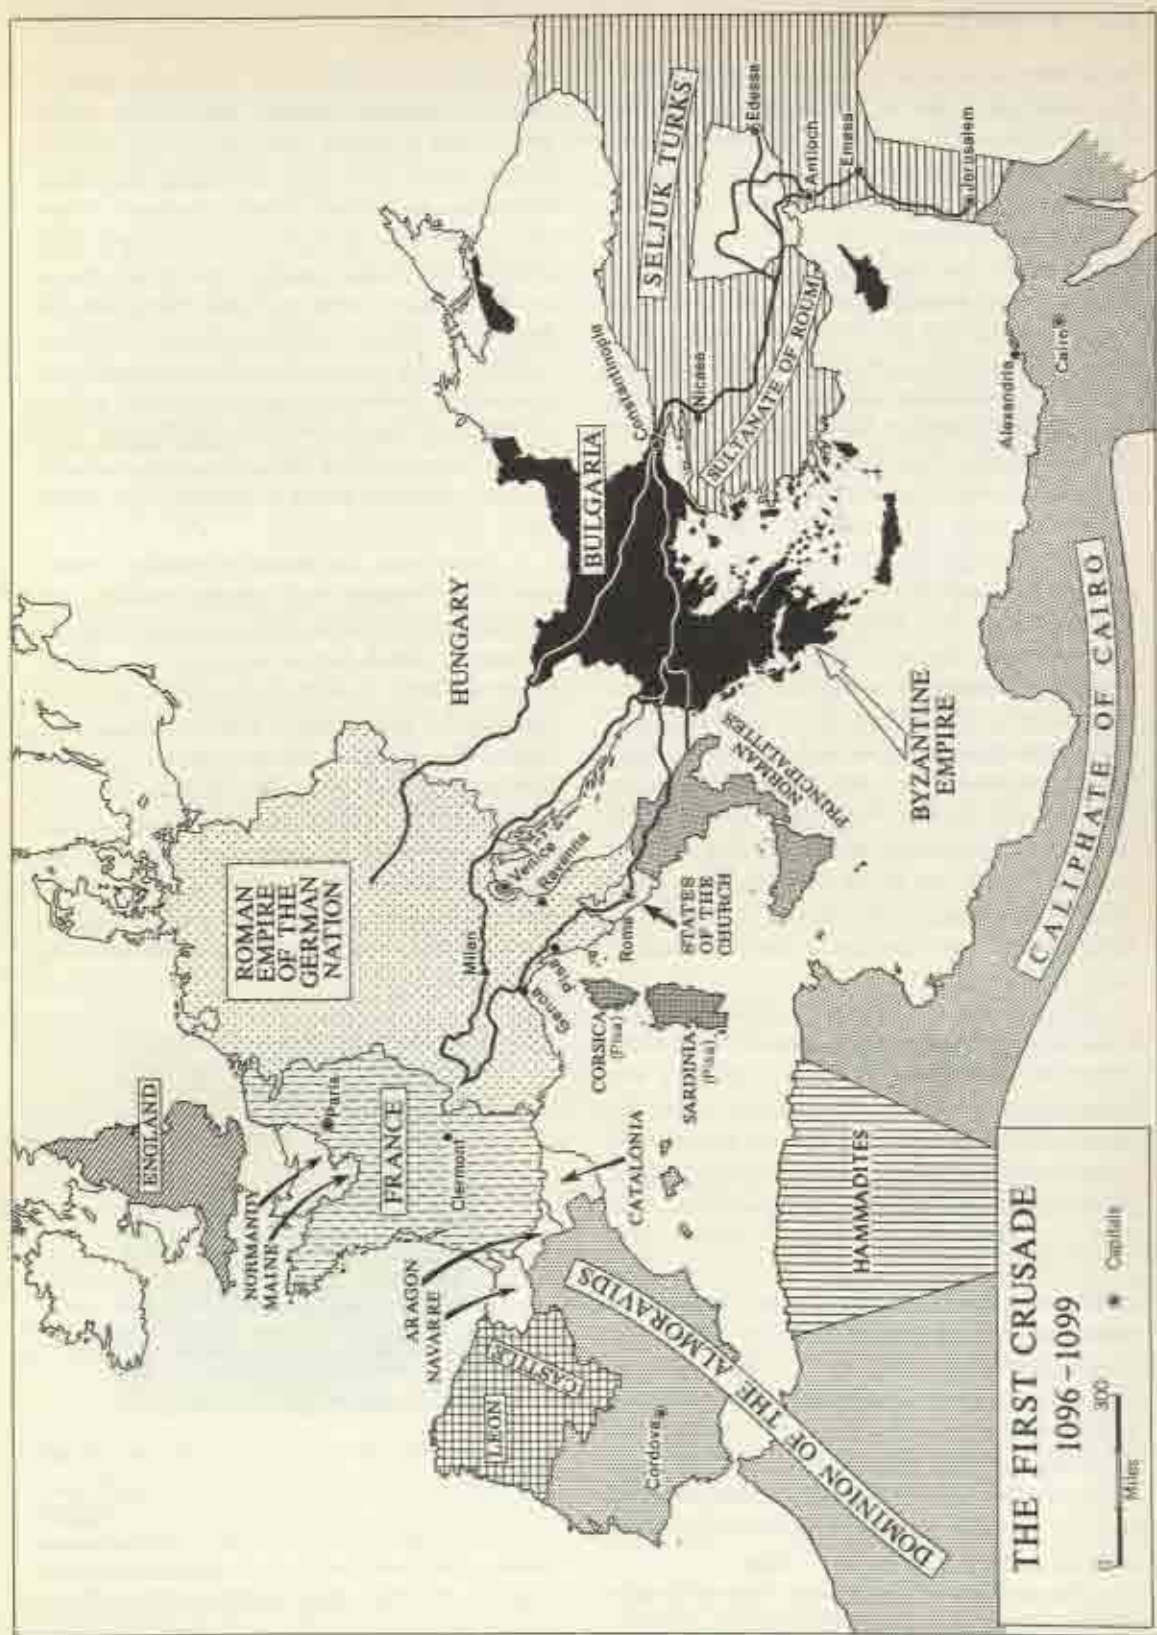 THE FIRST CRUSADE
1096–1099
0
300
Miles
Capitals
ENGLAND
NORMANDY
MAINE
Paris
FRANCE
Clermont
ARAGON
NAVARRE
LEON
CASTILE
Cordova
DOMINION OF THE ALMORAVIDS
CATALONIA
HAMMADITES
ROMAN
EMPIRE
OF THE
GERMAN
NATION
Milan
Genoa
Pisa
Venice
Ravenna
Roma
CORSICA
(Pisa)
SARDINIA
(Pisa)
STATES
OF THE
CHURCH
NORMAN
PRINCIPALITIES
HUNGARY
BULGARIA
BYZANTINE
EMPIRE
Constantinople
Nicaea
SULTANATE OF ROUM
SELJUK TURKS
Edessa
Antioch
Emesa
Jerusalem
Alexandria
Cairo
CALIPHATE OF CAIRO